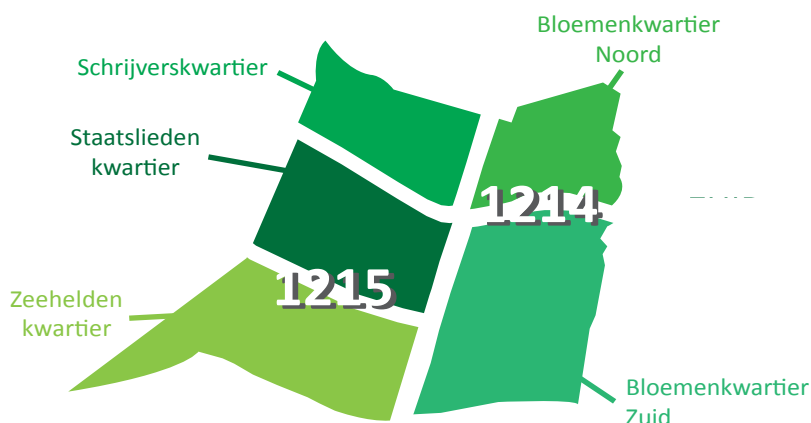 Bloemenkwartier
Noord
Schrijverskwartier
Staatslieden
kwartier
1214
1215
Zeehelden
kwartier
Bloemenkwartier
Zuid